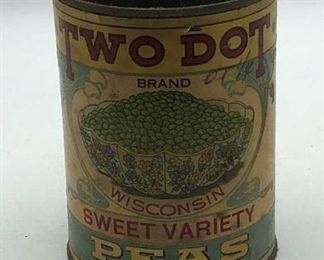 TWO DOT
BRAND
WISCONSIN
SWEET VARIETY
PEAS